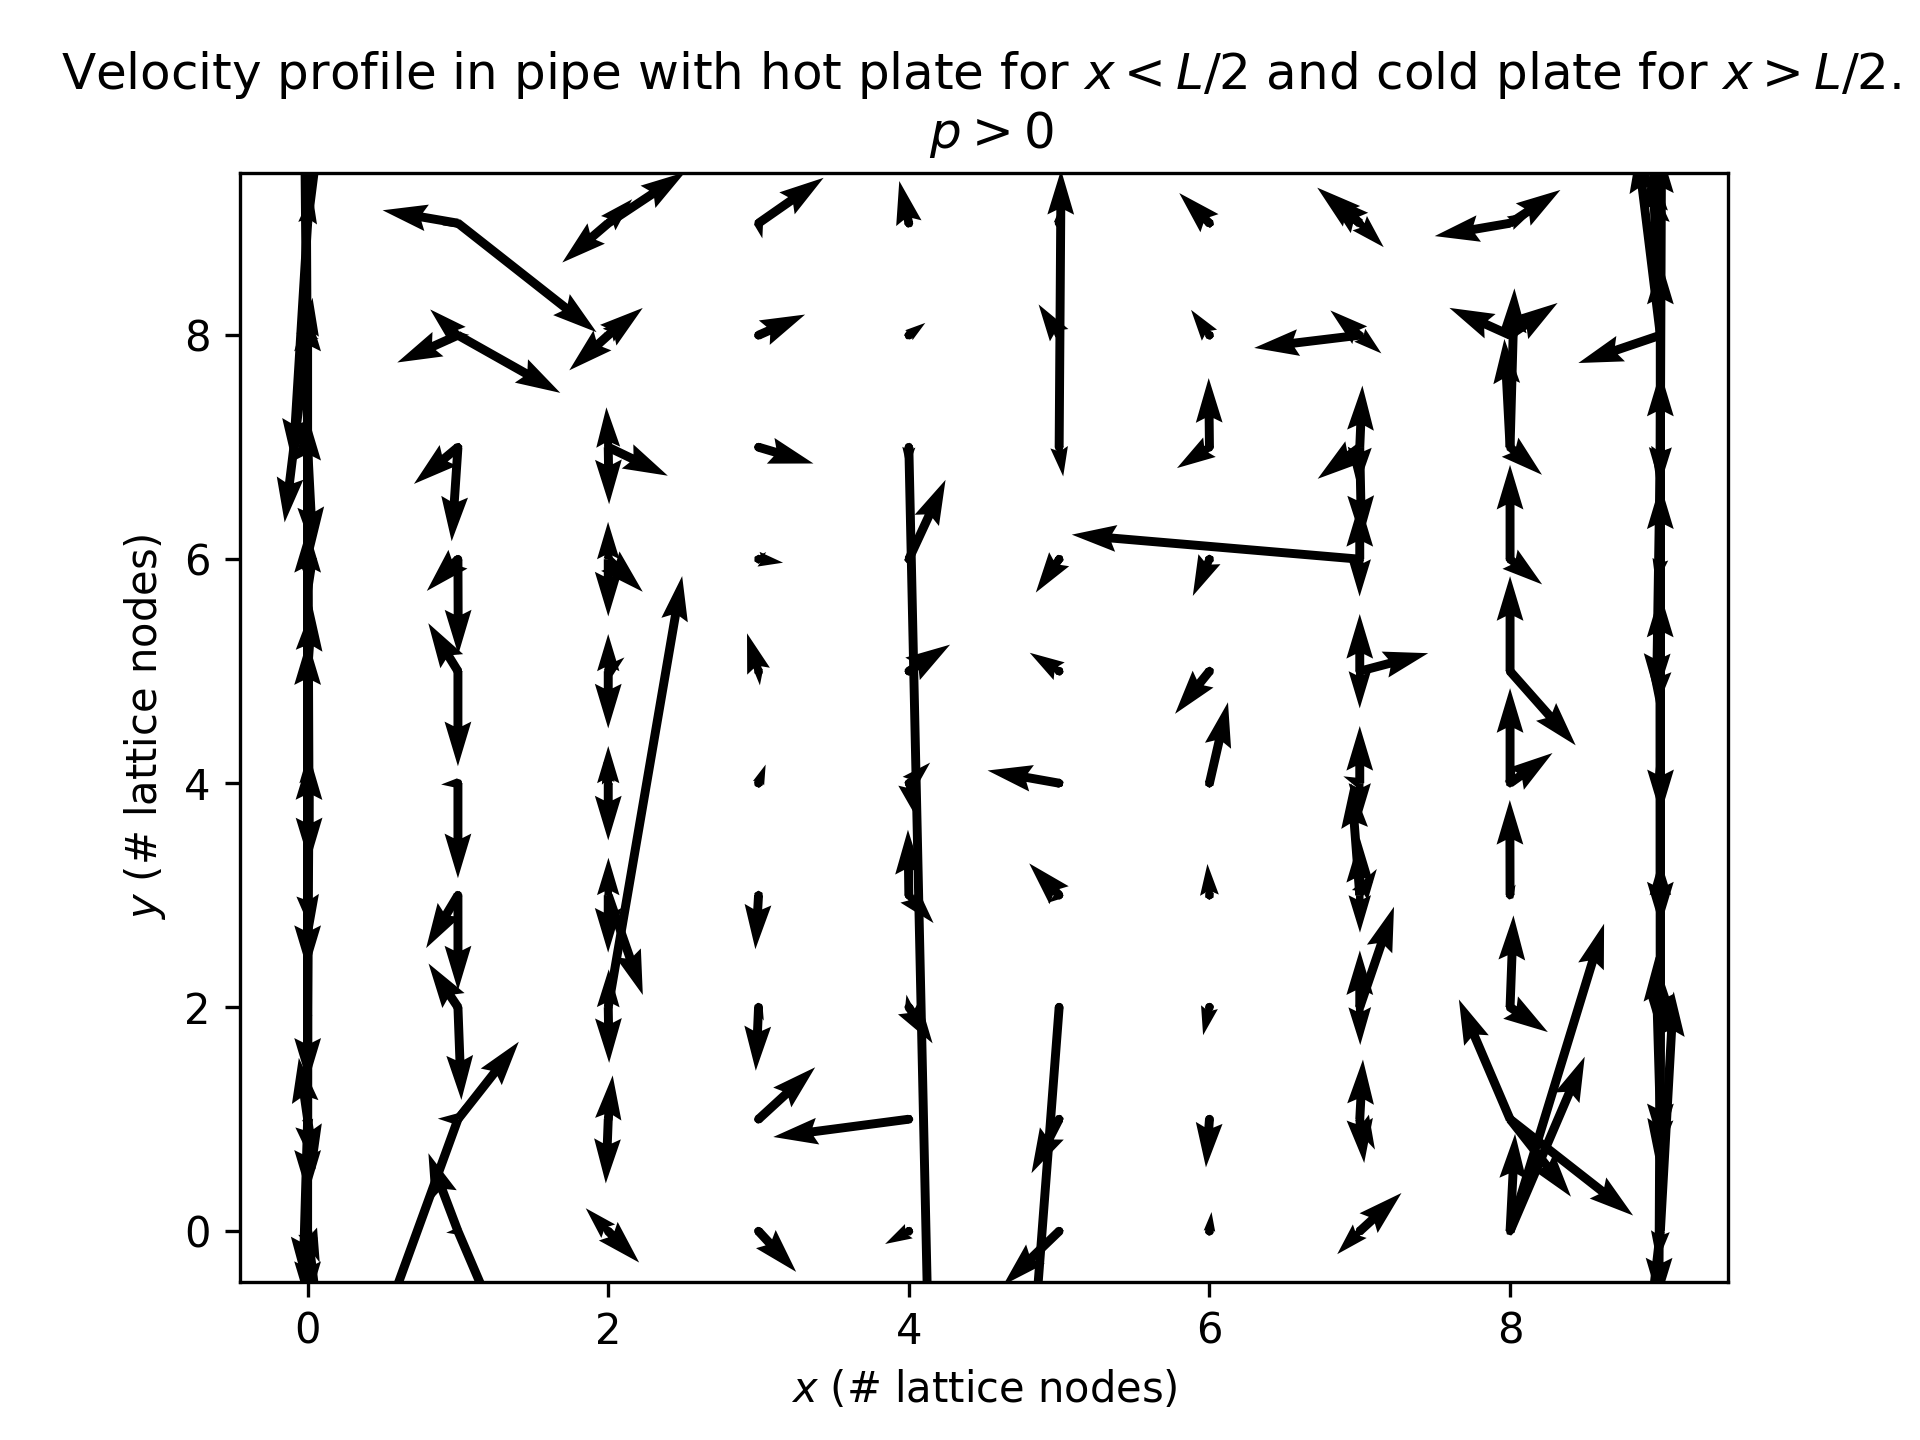 Velocity profile in pipe with hot plate for x < L/2 and cold plate for x > L/2.
p > 0
y (# lattice nodes)
8
6
4
2
0
0 2 4 6 8
x (# lattice nodes)